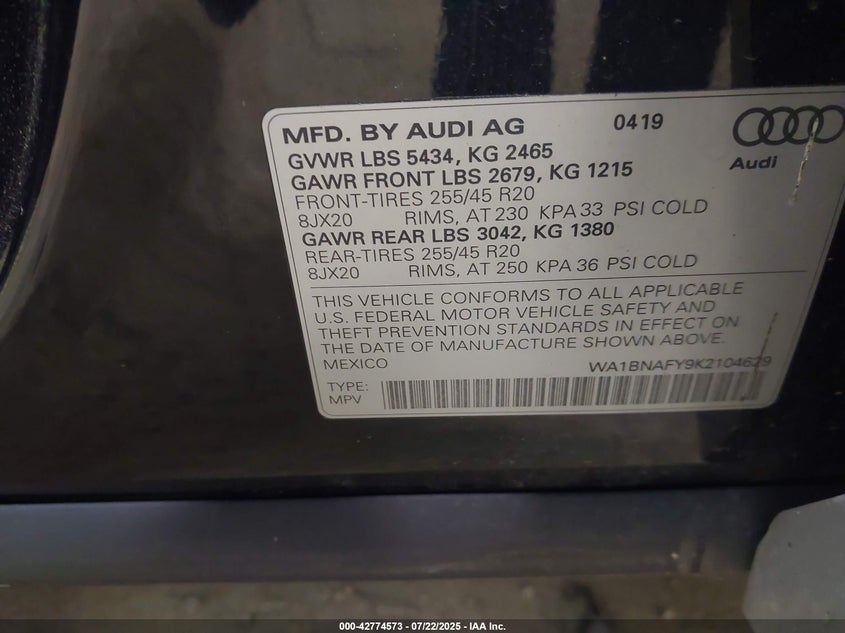 MFD. BY AUDI AG 0419
GVWR LBS 5434, KG 2465
Audi
GAWR FRONT LBS 2679, KG 1215
FRONT-TIRES 255/45 R20
8JX20 RIMS, AT 230 KPA 33 PSI COLD
GAWR REAR LBS 3042, KG 1380
REAR-TIRES 255/45 R20
8JX20 RIMS, AT 250 KPA 36 PSI COLD
THIS VEHICLE CONFORMS TO ALL APPLICABLE
U.S. FEDERAL MOTOR VEHICLE SAFETY AND
THEFT PREVENTION STANDARDS IN EFFECT ON
THE DATE OF MANUFACTURE SHOWN ABOVE.
MEXICO WA1BNAFY9K2104629
TYPE:
MPV
000-42774573 - 07/22/2025 - IAA Inc.